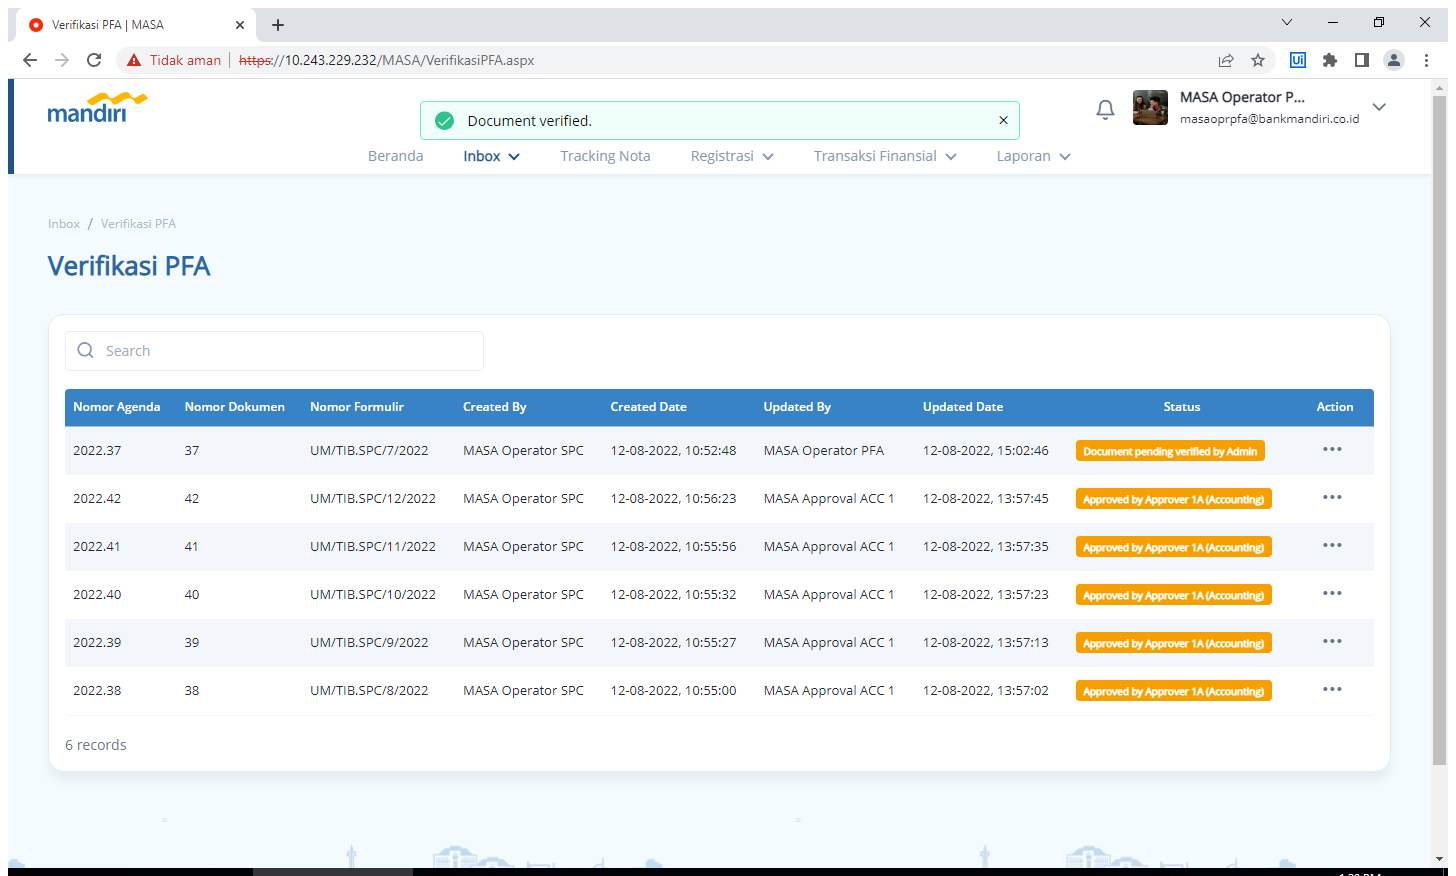 Verifikasi PFA | MASA
Tidak aman | https://10.243.229.232/MASA/VerifikasiPFA.aspx
Ui
mandiri
Document verified.
MASA Operator P...
masaoprpfa@bankmandiri.co.id
Beranda Inbox Tracking Nota Registrasi Transaksi Finansial Laporan
Inbox / Verifikasi PFA
Verifikasi PFA
Search
Nomor Agenda Nomor Dokumen Nomor Formulir Created By Created Date Updated By Updated Date Status Action
2022.37 37 UM/TIB.SPC/7/2022 MASA Operator SPC 12-08-2022, 10:52:48 MASA Operator PFA 12-08-2022, 15:02:46 Document pending verified by Admin
2022.42 42 UM/TIB.SPC/12/2022 MASA Operator SPC 12-08-2022, 10:56:23 MASA Approval ACC 1 12-08-2022, 13:57:45 Approved by Approver 1A (Accounting)
2022.41 41 UM/TIB.SPC/11/2022 MASA Operator SPC 12-08-2022, 10:55:56 MASA Approval ACC 1 12-08-2022, 13:57:35 Approved by Approver 1A (Accounting)
2022.40 40 UM/TIB.SPC/10/2022 MASA Operator SPC 12-08-2022, 10:55:32 MASA Approval ACC 1 12-08-2022, 13:57:23 Approved by Approver 1A (Accounting)
2022.39 39 UM/TIB.SPC/9/2022 MASA Operator SPC 12-08-2022, 10:55:27 MASA Approval ACC 1 12-08-2022, 13:57:13 Approved by Approver 1A (Accounting)
2022.38 38 UM/TIB.SPC/8/2022 MASA Operator SPC 12-08-2022, 10:55:00 MASA Approval ACC 1 12-08-2022, 13:57:02 Approved by Approver 1A (Accounting)
6 records